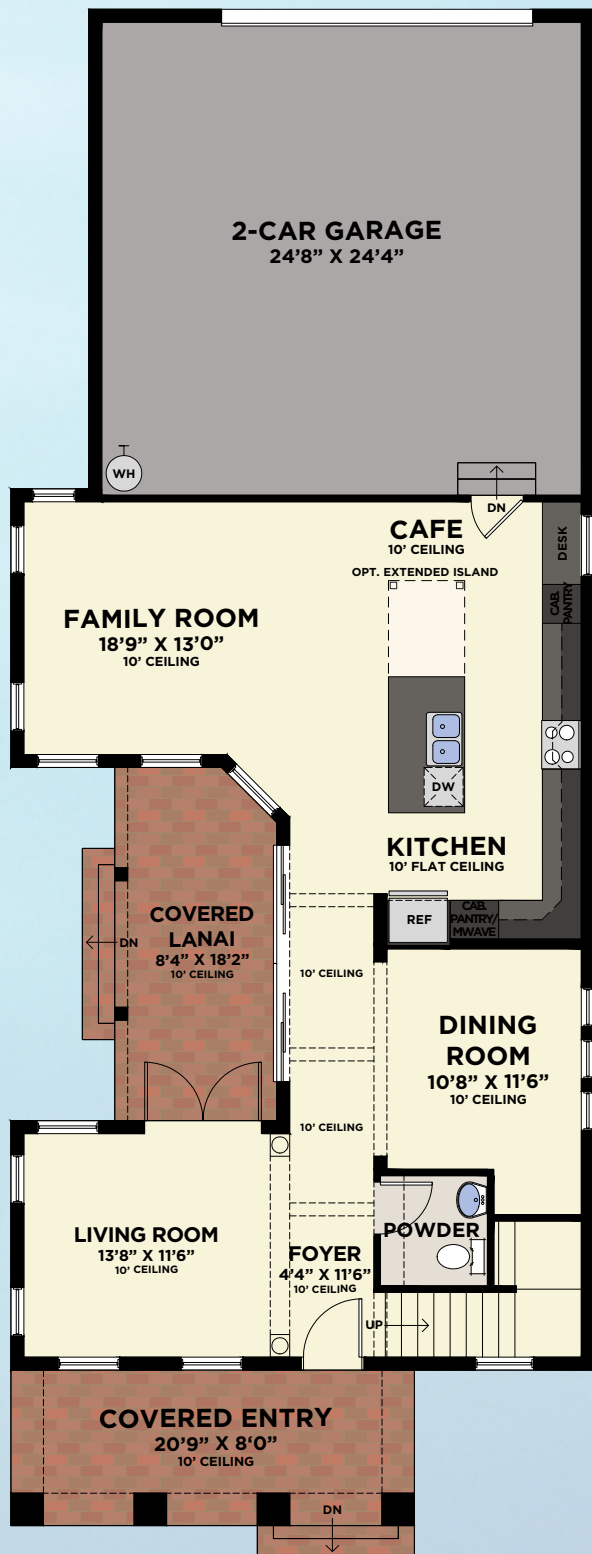 2-CAR GARAGE
24'8” X 24'4”
WH
DN
CAFE
10' CEILING
DESK
OPT. EXTENDED ISLAND
CAB.
PANTRY
FAMILY ROOM
18'9” X 13'0”
10' CEILING
DW
KITCHEN
10' FLAT CEILING
REF
CAB.
PANTRY/
MWAVE
COVERED
LANAI
8'4” X 18'2”
10' CEILING
DN
10' CEILING
DINING
ROOM
10'8” X 11'6”
10' CEILING
10' CEILING
LIVING ROOM
13'8” X 11'6”
10' CEILING
FOYER
4'4” X 11'6”
10' CEILING
POWDER
UP
COVERED ENTRY
20'9” X 8‘0”
10' CEILING
DN